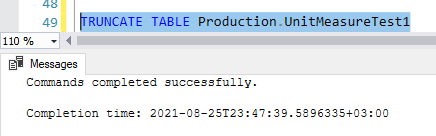 48
49 TRUNCATE TABLE Production.UnitMeasureTest1
110 %
Messages
Commands completed successfully.
Completion time: 2021-08-25T23:47:39.5896335+03:00